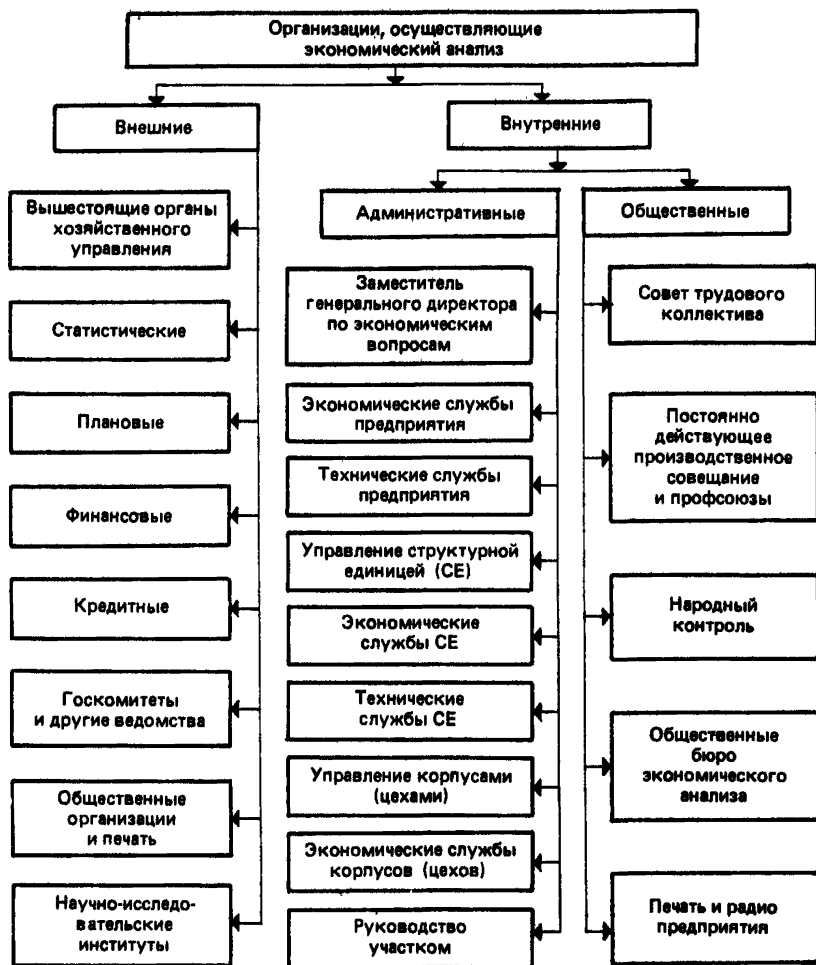 Организации, осуществляющие
экономический анализ
Внешние
Внутренние
Вышестоящие органы
хозяйственного
управления
Статистические
Плановые
Финансовые
Кредитные
Госкомитеты
и другие ведомства
Общественные
организации
и печать
Научно-исследо-
вательские
институты
Административные
Заместитель
генерального директора
по экономическим
вопросам
Экономические службы
предприятия
Технические службы
предприятия
Управление структурной
единицей (СЕ)
Экономические
службы СЕ
Технические
службы СЕ
Управление корпусами
(цехами)
Экономические службы
корпусов (цехов)
Руководство
участком
Общественные
Совет трудового
коллектива
Постоянно
действующее
производственное
совещание
и профсоюзы
Народный
контроль
Общественные
бюро
экономического
анализа
Печать и радио
предприятия